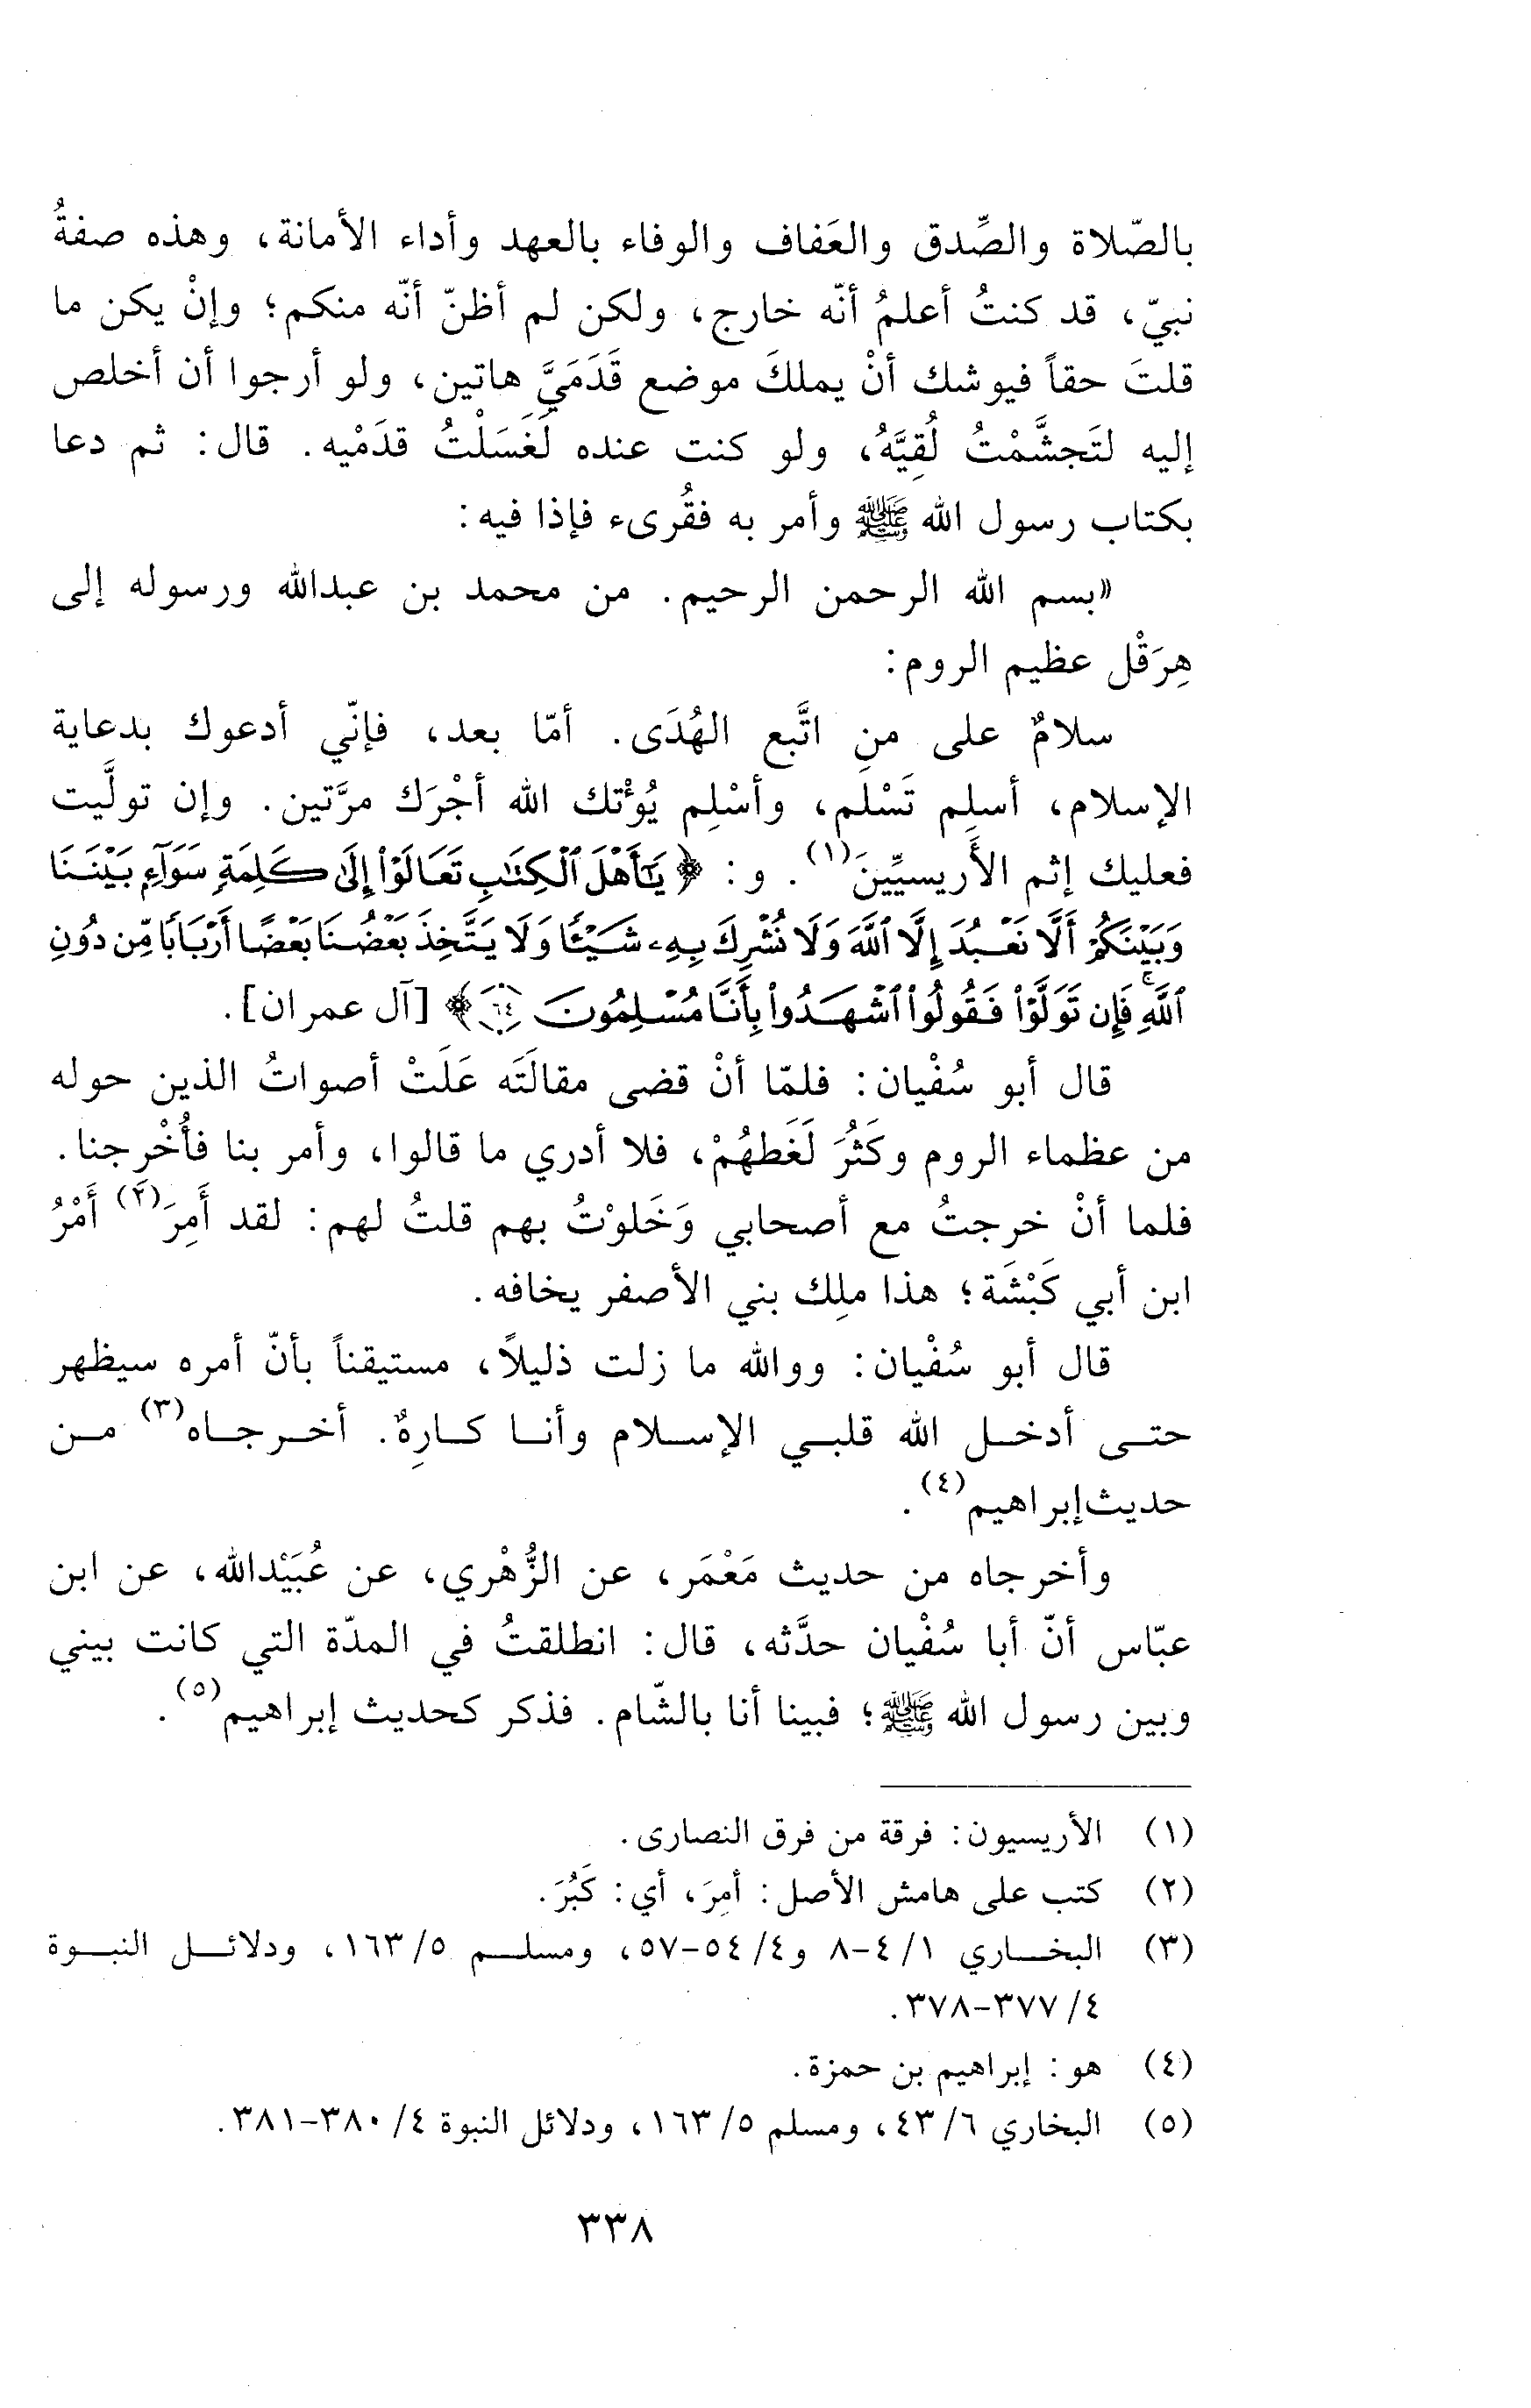 بالصّلاة والصِّدق والعَفاف والوفاء بالعهد وأداء الأمانة، وهذه صفةُ
نبيّ، قد كنتُ أعلمُ أنّه خارج، ولكن لم أظنّ أنّه منكم؛ وإنْ يكن ما
قلتَ حقاً فيوشك أنْ يملكَ موضع قَدَمَيَّ هاتين، ولو أرجوا أن أخلص
إليه لتَجشَّمْتُ لُقِيَّهُ، ولو كنت عنده لَغَسَلْتُ قدَمْيه. قال: ثم دعا
بكتاب رسول الله ﷺ وأمر به فقُرىء فإذا فيه:
«بسم الله الرحمن الرحيم. من محمد بن عبدالله ورسوله إلى
هِرَقْل عظيم الروم:
سلامٌ على منِ اتَّبع الهُدَى. أمّا بعد، فإنّي أدعوك بدعاية
الإسلام، أسلِم تَسْلَم، وأسْلِم يُؤْتك الله أجْرَك مرَّتين. وإن تولَّيت
فعليك إثم الأَريسيِّينَ(١). و: ﴿يَٰٓأَهْلَ ٱلْكِتَٰبِ تَعَالَوْا۟ إِلَىٰ كَلِمَةٍ سَوَآءٍۭ بَيْنَنَا
وَبَيْنَكُمْ أَلَّا نَعْبُدَ إِلَّا ٱللَّهَ وَلَا نُشْرِكَ بِهِۦ شَيْـًٔا وَلَا يَتَّخِذَ بَعْضُنَا بَعْضًا أَرْبَابًا مِّن دُونِ
ٱللَّهِۚ فَإِن تَوَلَّوْا۟ فَقُولُوا۟ ٱشْهَدُوا۟ بِأَنَّا مُسْلِمُونَ ٦٤﴾ [آل عمران].
قال أبو سُفْيان: فلمّا أنْ قضى مقالَتَه عَلَتْ أصواتُ الذين حوله
من عظماء الروم وكَثُرَ لَغَطهُمْ، فلا أدري ما قالوا، وأمر بنا فأُخْرجنا.
فلما أنْ خرجتُ مع أصحابي وَخَلوْتُ بهم قلتُ لهم: لقد أَمِرَ(٢) أَمْرُ
ابن أبي كَبْشَة؛ هذا ملِك بني الأصفر يخافه.
قال أبو سُفْيان: ووالله ما زلت ذليلاً، مستيقناً بأنّ أمره سيظهر
حتى أدخل الله قلبي الإسلام وأنا كارِهٌ. أخرجاه(٣) من
حديث إبراهيم(٤).
وأخرجاه من حديث مَعْمَر، عن الزُّهْري، عن عُبَيْدالله، عن ابن
عبّاس أنّ أبا سُفْيان حدَّثه، قال: انطلقتُ في المدّة التي كانت بيني
وبين رسول الله ﷺ؛ فبينا أنا بالشّام. فذكر كحديث إبراهيم(٥).
(١) الأريسيون: فرقة من فرق النصارى.
(٢) كتب على هامش الأصل: أمِرَ، أي: كَبُرَ.
(٣) البخاري ١/ ٤-٨ و٤/ ٥٤-٥٧، ومسلم ٥/ ١٦٣، ودلائل النبوة
٤/ ٣٧٧-٣٧٨.
(٤) هو: إبراهيم بن حمزة.
(٥) البخاري ٦/ ٤٣، ومسلم ٥/ ١٦٣، ودلائل النبوة ٤/ ٣٨٠-٣٨١.
٣٣٨